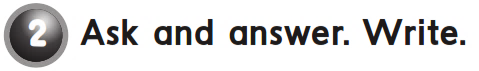 2 Ask and answer. Write.